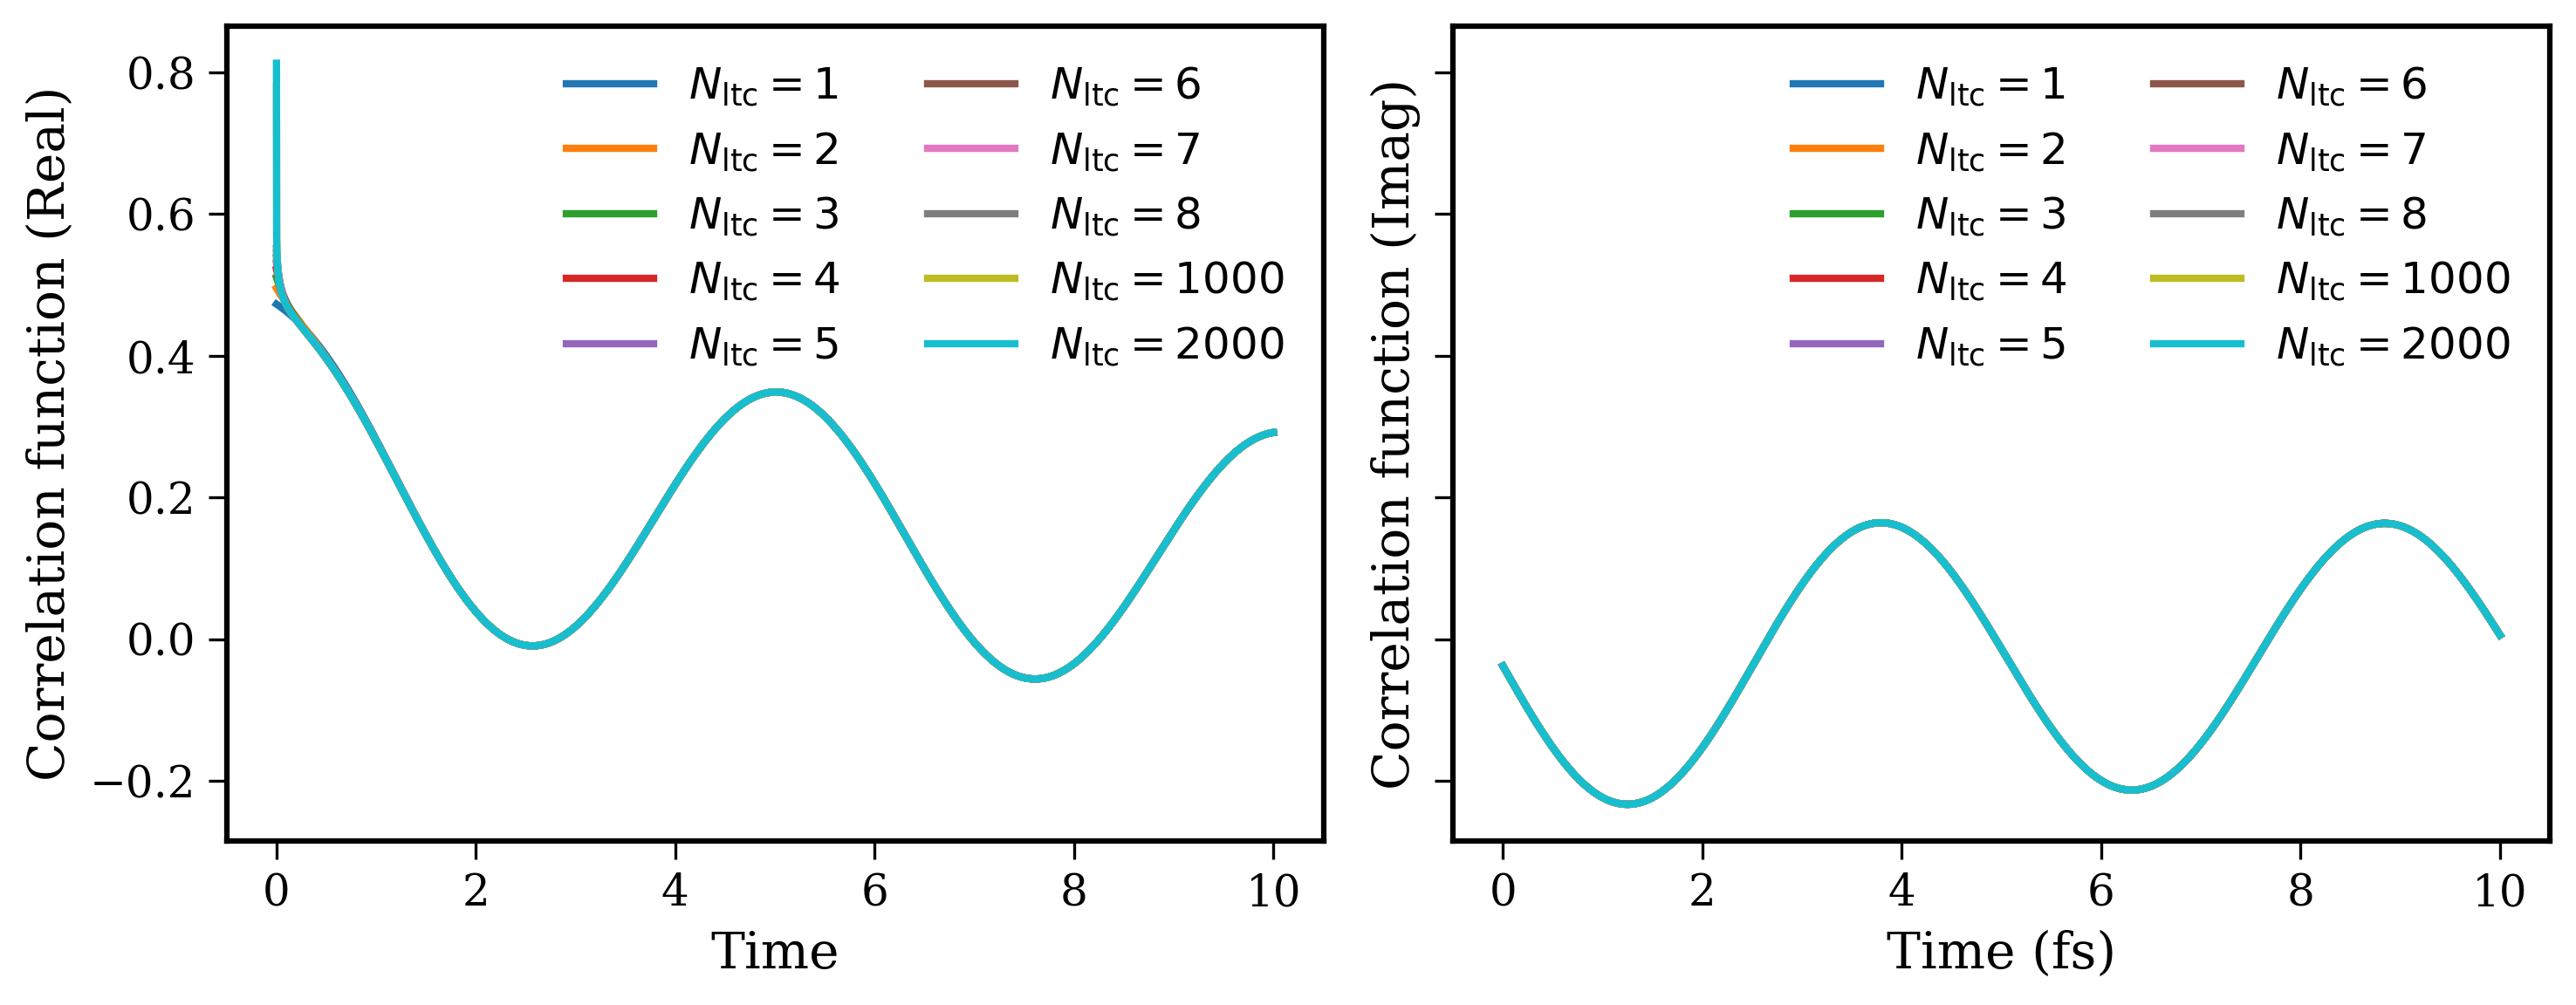 Correlation function (Real)
0.8
0.6
0.4
0.2
0.0
−0.2
N_ltc = 1
N_ltc = 2
N_ltc = 3
N_ltc = 4
N_ltc = 5
N_ltc = 6
N_ltc = 7
N_ltc = 8
N_ltc = 1000
N_ltc = 2000
0 2 4 6 8 10
Time
Correlation function (Imag)
N_ltc = 1
N_ltc = 2
N_ltc = 3
N_ltc = 4
N_ltc = 5
N_ltc = 6
N_ltc = 7
N_ltc = 8
N_ltc = 1000
N_ltc = 2000
0 2 4 6 8 10
Time (fs)